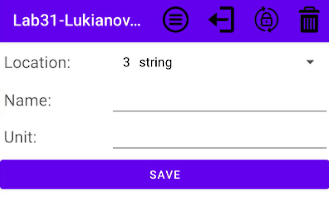 Lab31-Lukianov...
Location: 3 string
Name:
Unit:
SAVE